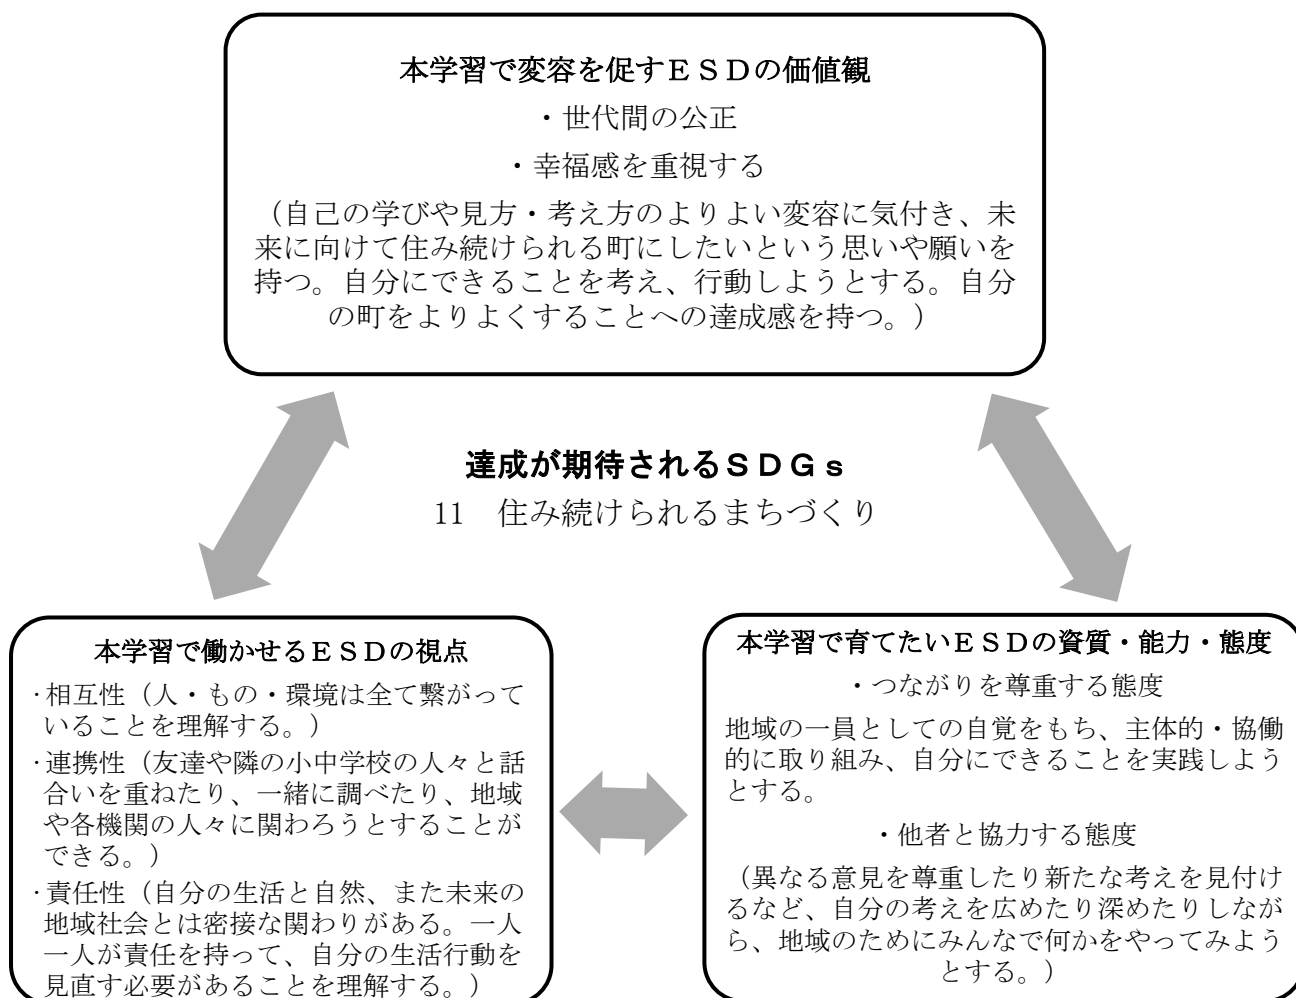 本学習で変容を促すＥＳＤの価値観
・世代間の公正
・幸福感を重視する
（自己の学びや見方・考え方のよりよい変容に気付き、未
来に向けて住み続けられる町にしたいという思いや願いを
持つ。自分にできることを考え、行動しようとする。自分
の町をよりよくすることへの達成感を持つ。）
達成が期待されるＳＤＧｓ
11　住み続けられるまちづくり
本学習で働かせるＥＳＤの視点
・相互性（人・もの・環境は全て繋がって
いることを理解する。）
・連携性（友達や隣の小中学校の人々と話
合いを重ねたり、一緒に調べたり、地域
や各機関の人々に関わろうとすることが
できる。）
・責任性（自分の生活と自然、また未来の
地域社会とは密接な関わりがある。一人
一人が責任を持って、自分の生活行動を
見直す必要があることを理解する。）
本学習で育てたいＥＳＤの資質・能力・態度
・つながりを尊重する態度
地域の一員としての自覚をもち、主体的・協働
的に取り組み、自分にできることを実践しよう
とする。
・他者と協力する態度
（異なる意見を尊重したり新たな考えを見付け
るなど、自分の考えを広めたり深めたりしなが
ら、地域のためにみんなで何かをやってみよう
とする。）